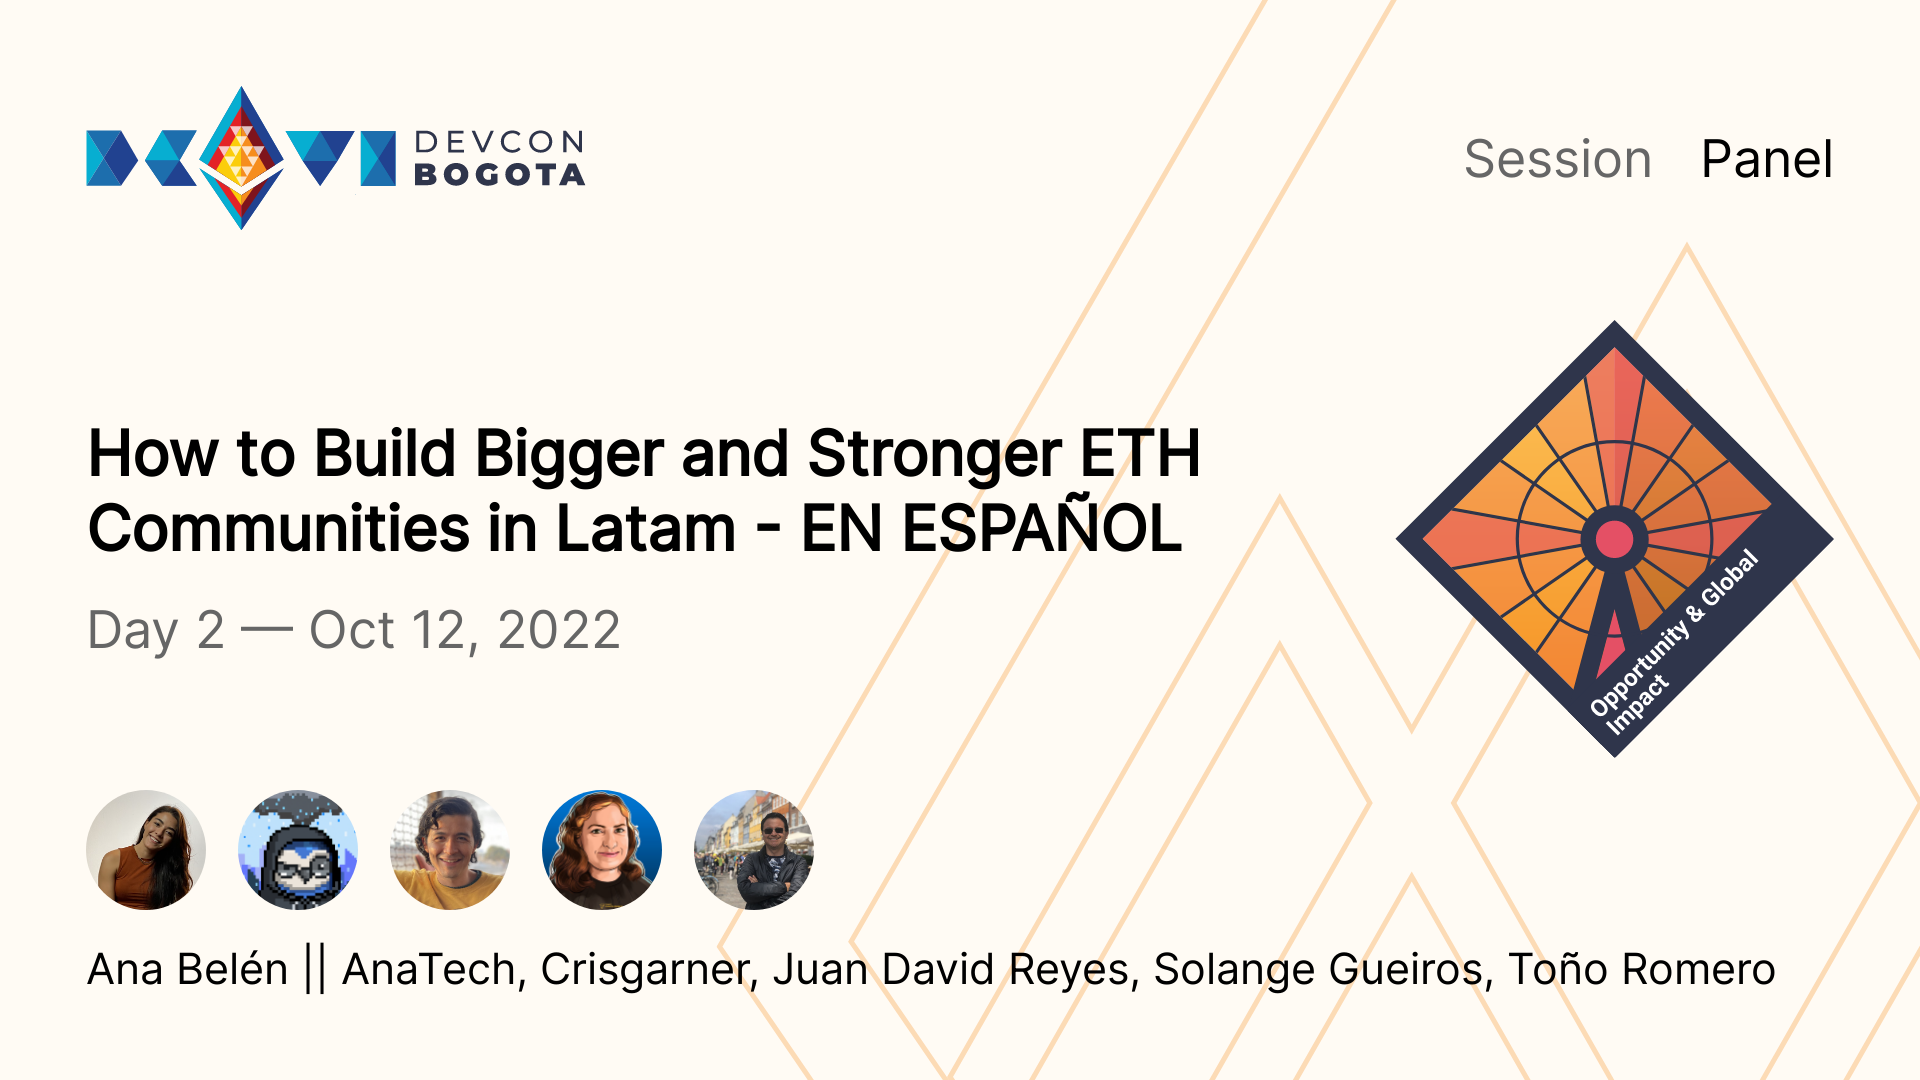 DEVCON
BOGOTA
Session Panel
How to Build Bigger and Stronger ETH
Communities in Latam - EN ESPAÑOL
Day 2 — Oct 12, 2022
Opportunity & Global
Impact
Ana Belén || AnaTech, Crisgarner, Juan David Reyes, Solange Gueiros, Toño Romero